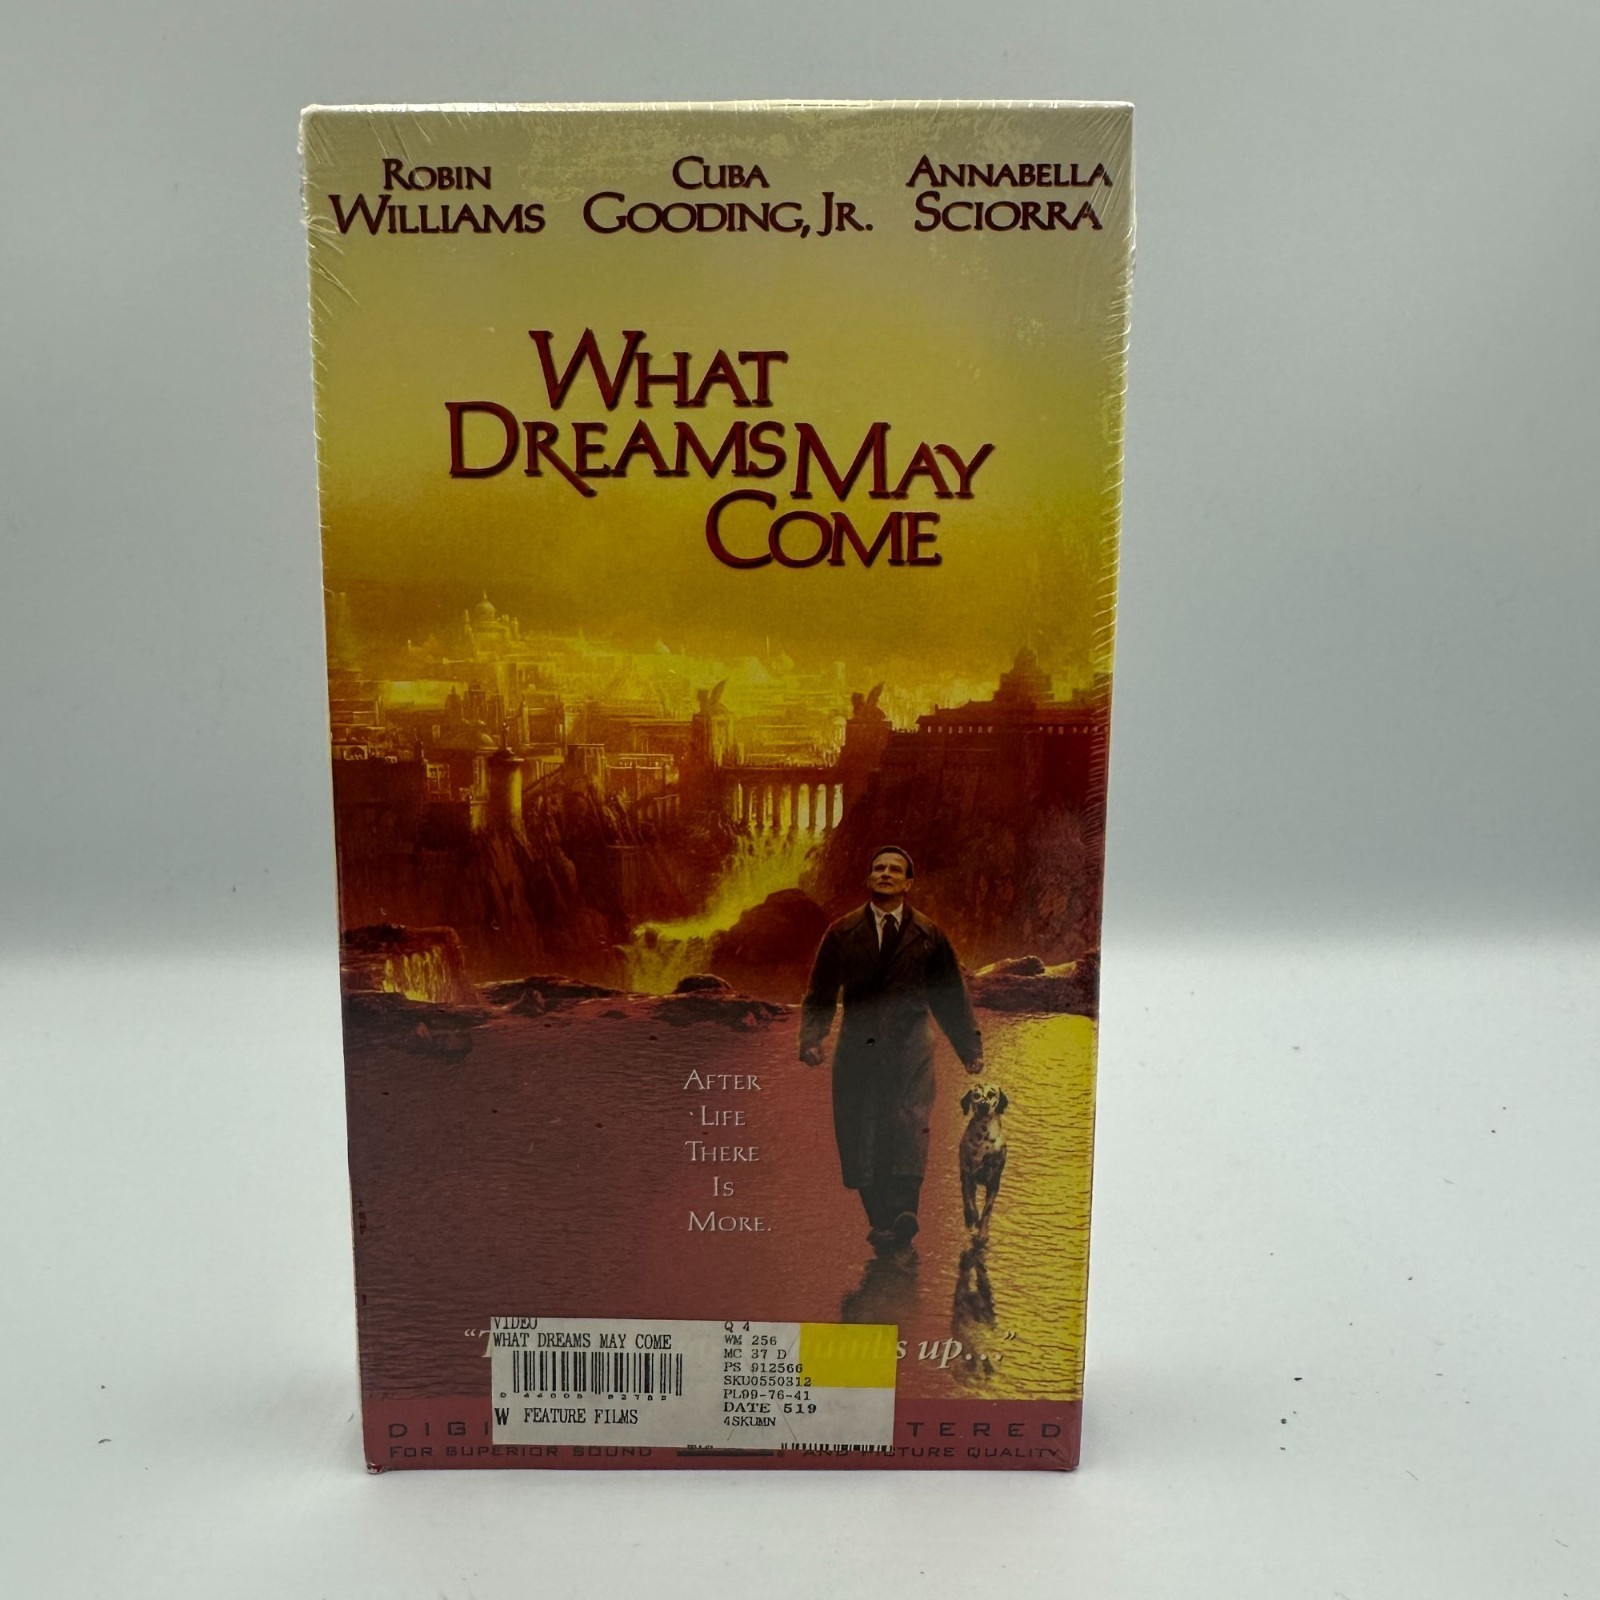 ROBIN CUBA ANNABELLA
WILLIAMS GOODING, JR. SCIORRA
WHAT
DREAMS MAY
COME
AFTER
LIFE
THERE
IS
MORE.
up..."
VIDEO
WHAT DREAMS MAY COME
W FEATURE FILMS
Q 4
WM 256
MC 37 D
PS 912566
SKU0550312
PL99-76-41
DATE 519
4SKUMN
FOR SUPERIOR SOUND AND PICTURE QUALITY